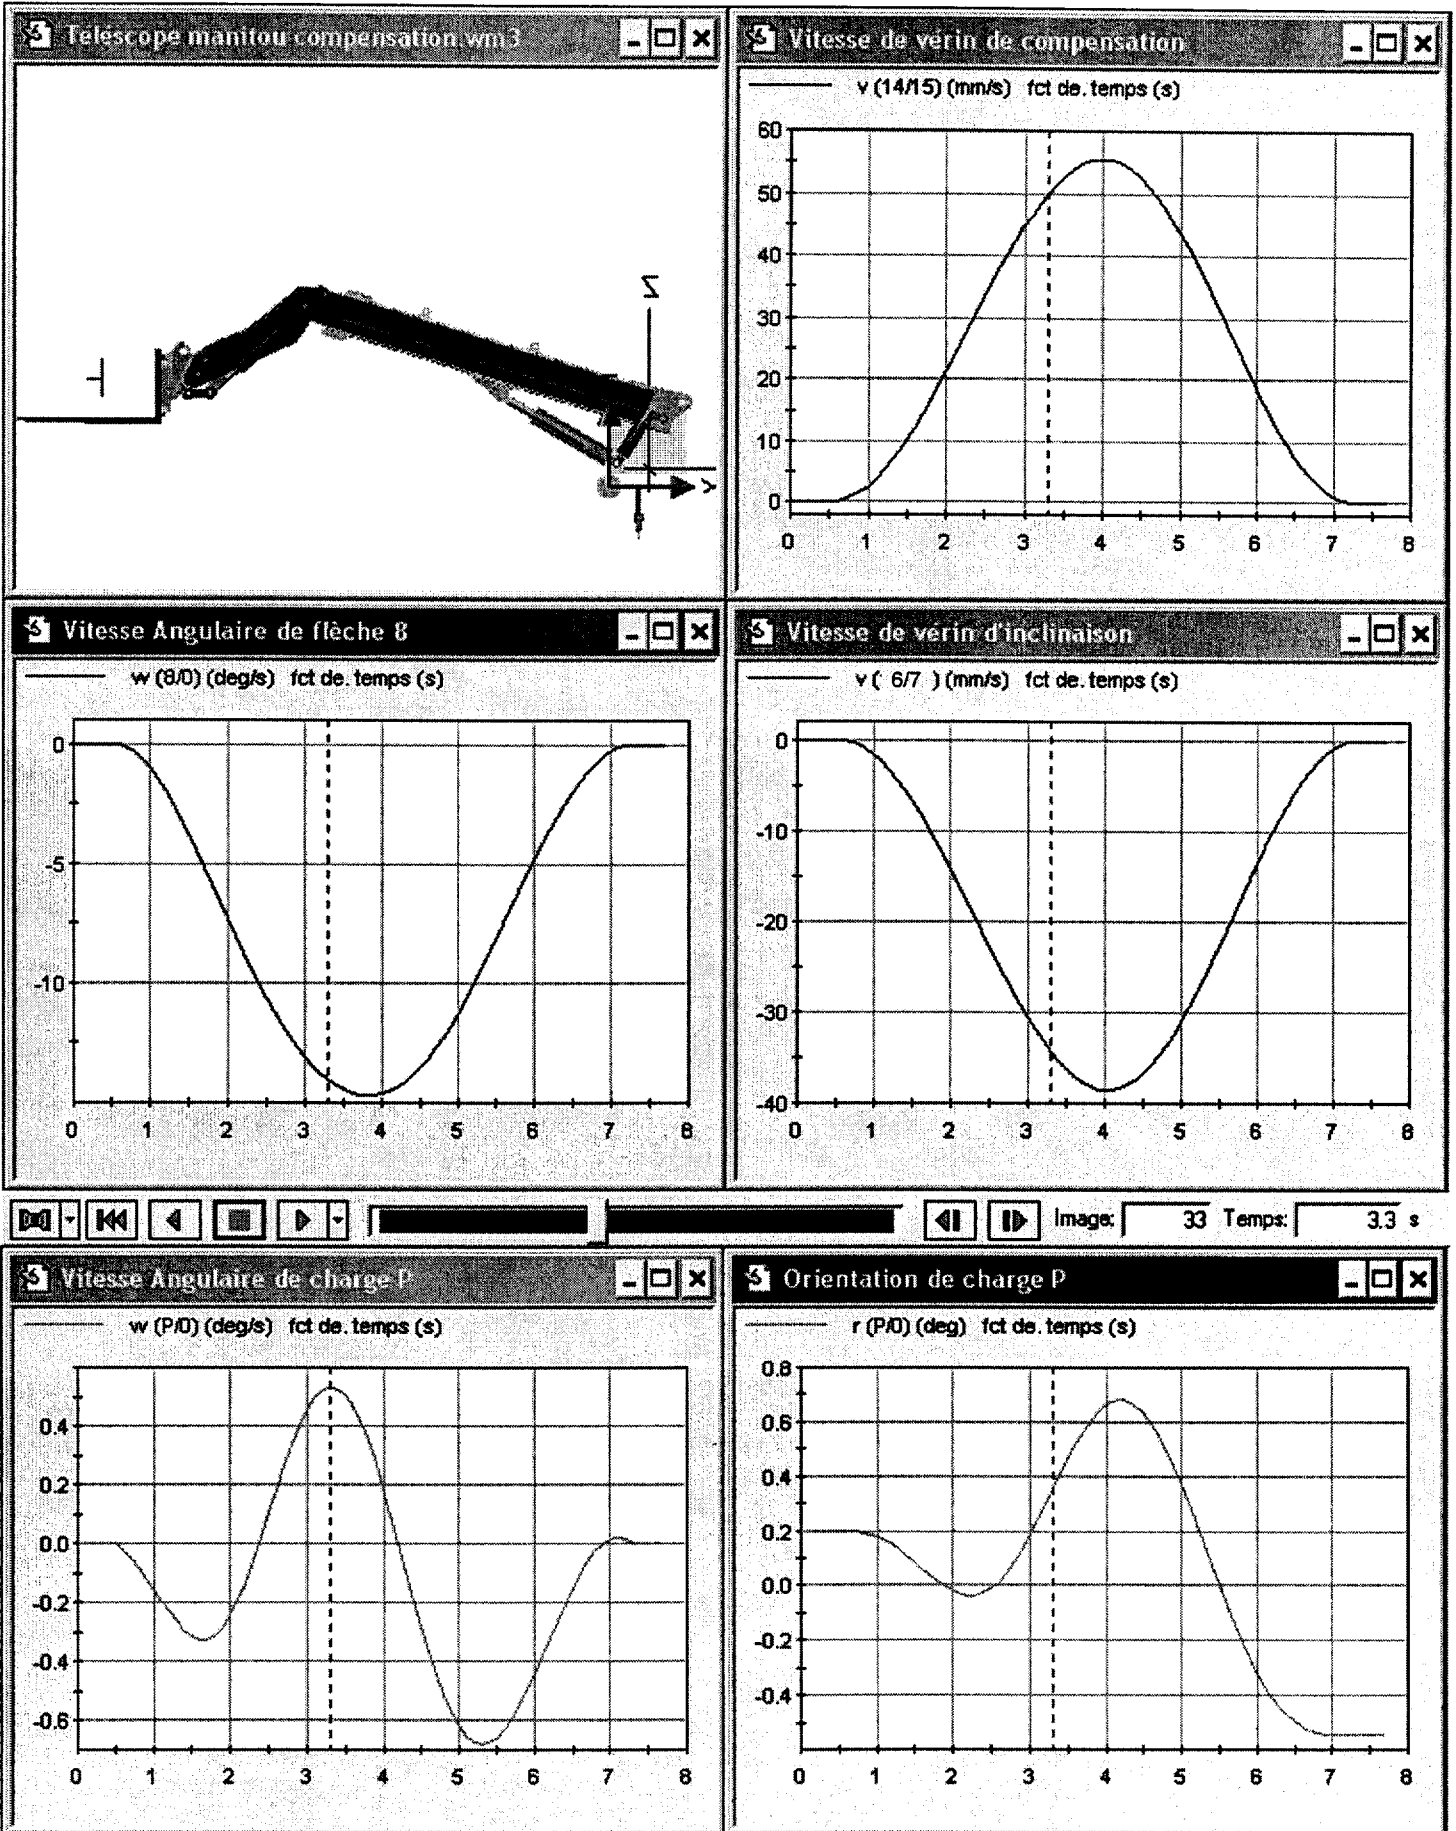 Téléscope manitou compensation.wm3
Z
Y
Vitesse de vérin de compensation
v (14/15) (mm/s) fct de. temps (s)
60
50
40
30
20
10
0
0 1 2 3 4 5 6 7 8
Vitesse Angulaire de flèche 8
w (8/0) (deg/s) fct de. temps (s)
0
-5
-10
0 1 2 3 4 5 6 7 8
Vitesse de vérin d'inclinaison
v ( 6/7 ) (mm/s) fct de. temps (s)
0
-10
-20
-30
-40
0 1 2 3 4 5 6 7 8
Image: 33 Temps: 3.3 s
Vitesse Angulaire de charge P
w (P/0) (deg/s) fct de. temps (s)
0.4
0.2
0.0
-0.2
-0.4
-0.6
0 1 2 3 4 5 6 7 8
Orientation de charge P
r (P/0) (deg) fct de. temps (s)
0.8
0.6
0.4
0.2
0.0
-0.2
-0.4
0 1 2 3 4 5 6 7 8